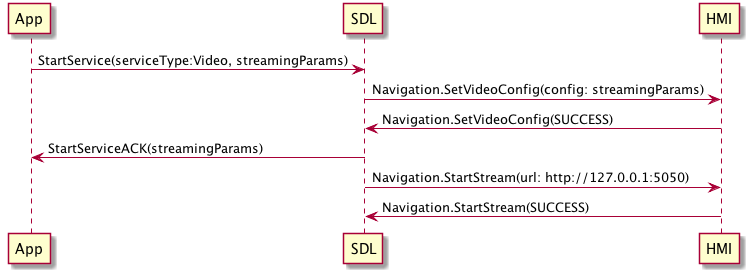 App SDL HMI
StartService(serviceType:Video, streamingParams)
Navigation.SetVideoConfig(config: streamingParams)
Navigation.SetVideoConfig(SUCCESS)
StartServiceACK(streamingParams)
Navigation.StartStream(url: http://127.0.0.1:5050)
Navigation.StartStream(SUCCESS)
App SDL HMI